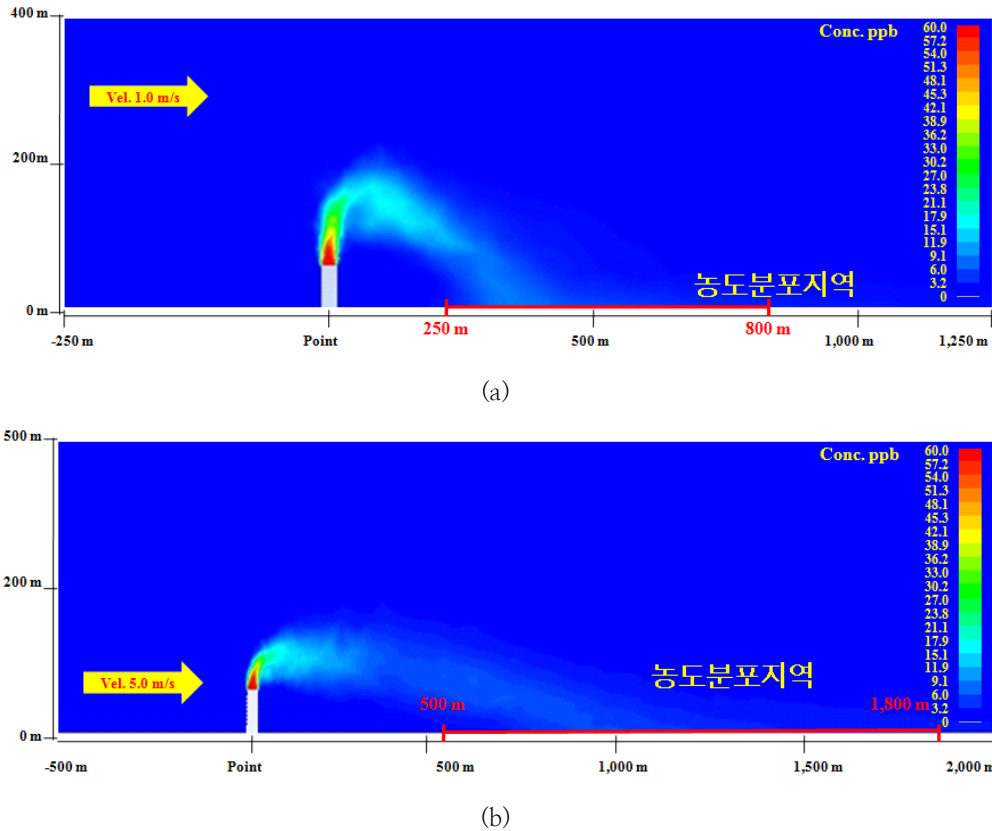 400 m
Conc. ppb
60.0
57.2
54.0
51.3
48.1
45.3
42.1
38.9
36.2
33.0
30.2
27.0
23.8
21.1
17.9
15.1
11.9
9.1
6.0
3.2
0
Vel. 1.0 m/s
200m
농도분포지역
0 m
250 m
800 m
-250 m
Point
500 m
1,000 m
1,250 m
(a)
500 m
Conc. ppb
60.0
57.2
54.0
51.3
48.1
45.3
42.1
38.9
36.2
33.0
30.2
27.0
23.8
21.1
17.9
15.1
11.9
9.1
6.0
3.2
0
200 m
Vel. 5.0 m/s
농도분포지역
500 m
1,800 m
0 m
-500 m
Point
500 m
1,000 m
1,500 m
2,000 m
(b)